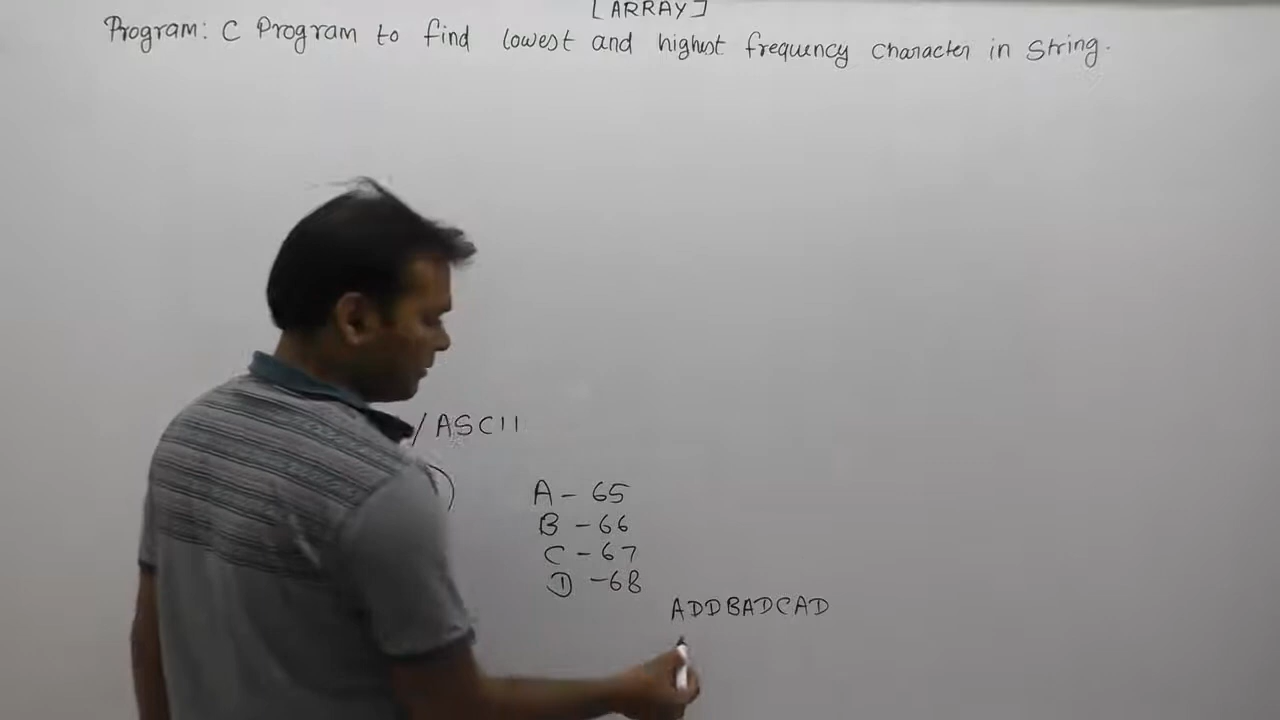 [ARRAY]
Program: C Program to find lowest and highest frequency character in string.
/ASCII
)
A - 65
B - 66
C - 67
D - 68
ADDBADCAD